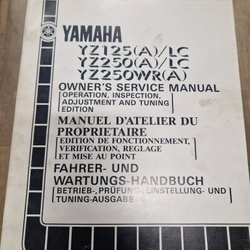 YAMAHA
YZ125(A)/LC
YZ250(A)/LC
YZ250WR(A)
OWNER'S SERVICE MANUAL
[OPERATION, INSPECTION,
ADJUSTMENT AND TUNING
EDITION]
MANUEL D'ATELIER DU
PROPRIETAIRE
[EDITION DE FONCTIONNEMENT,
VERIFICATION, REGLAGE
ET MISE AU POINT]
FAHRER- UND
WARTUNGS-HANDBUCH
[BETRIEB-, PRÜFUNG-, EINSTELLUNG- UND
TUNING-AUSGABE]